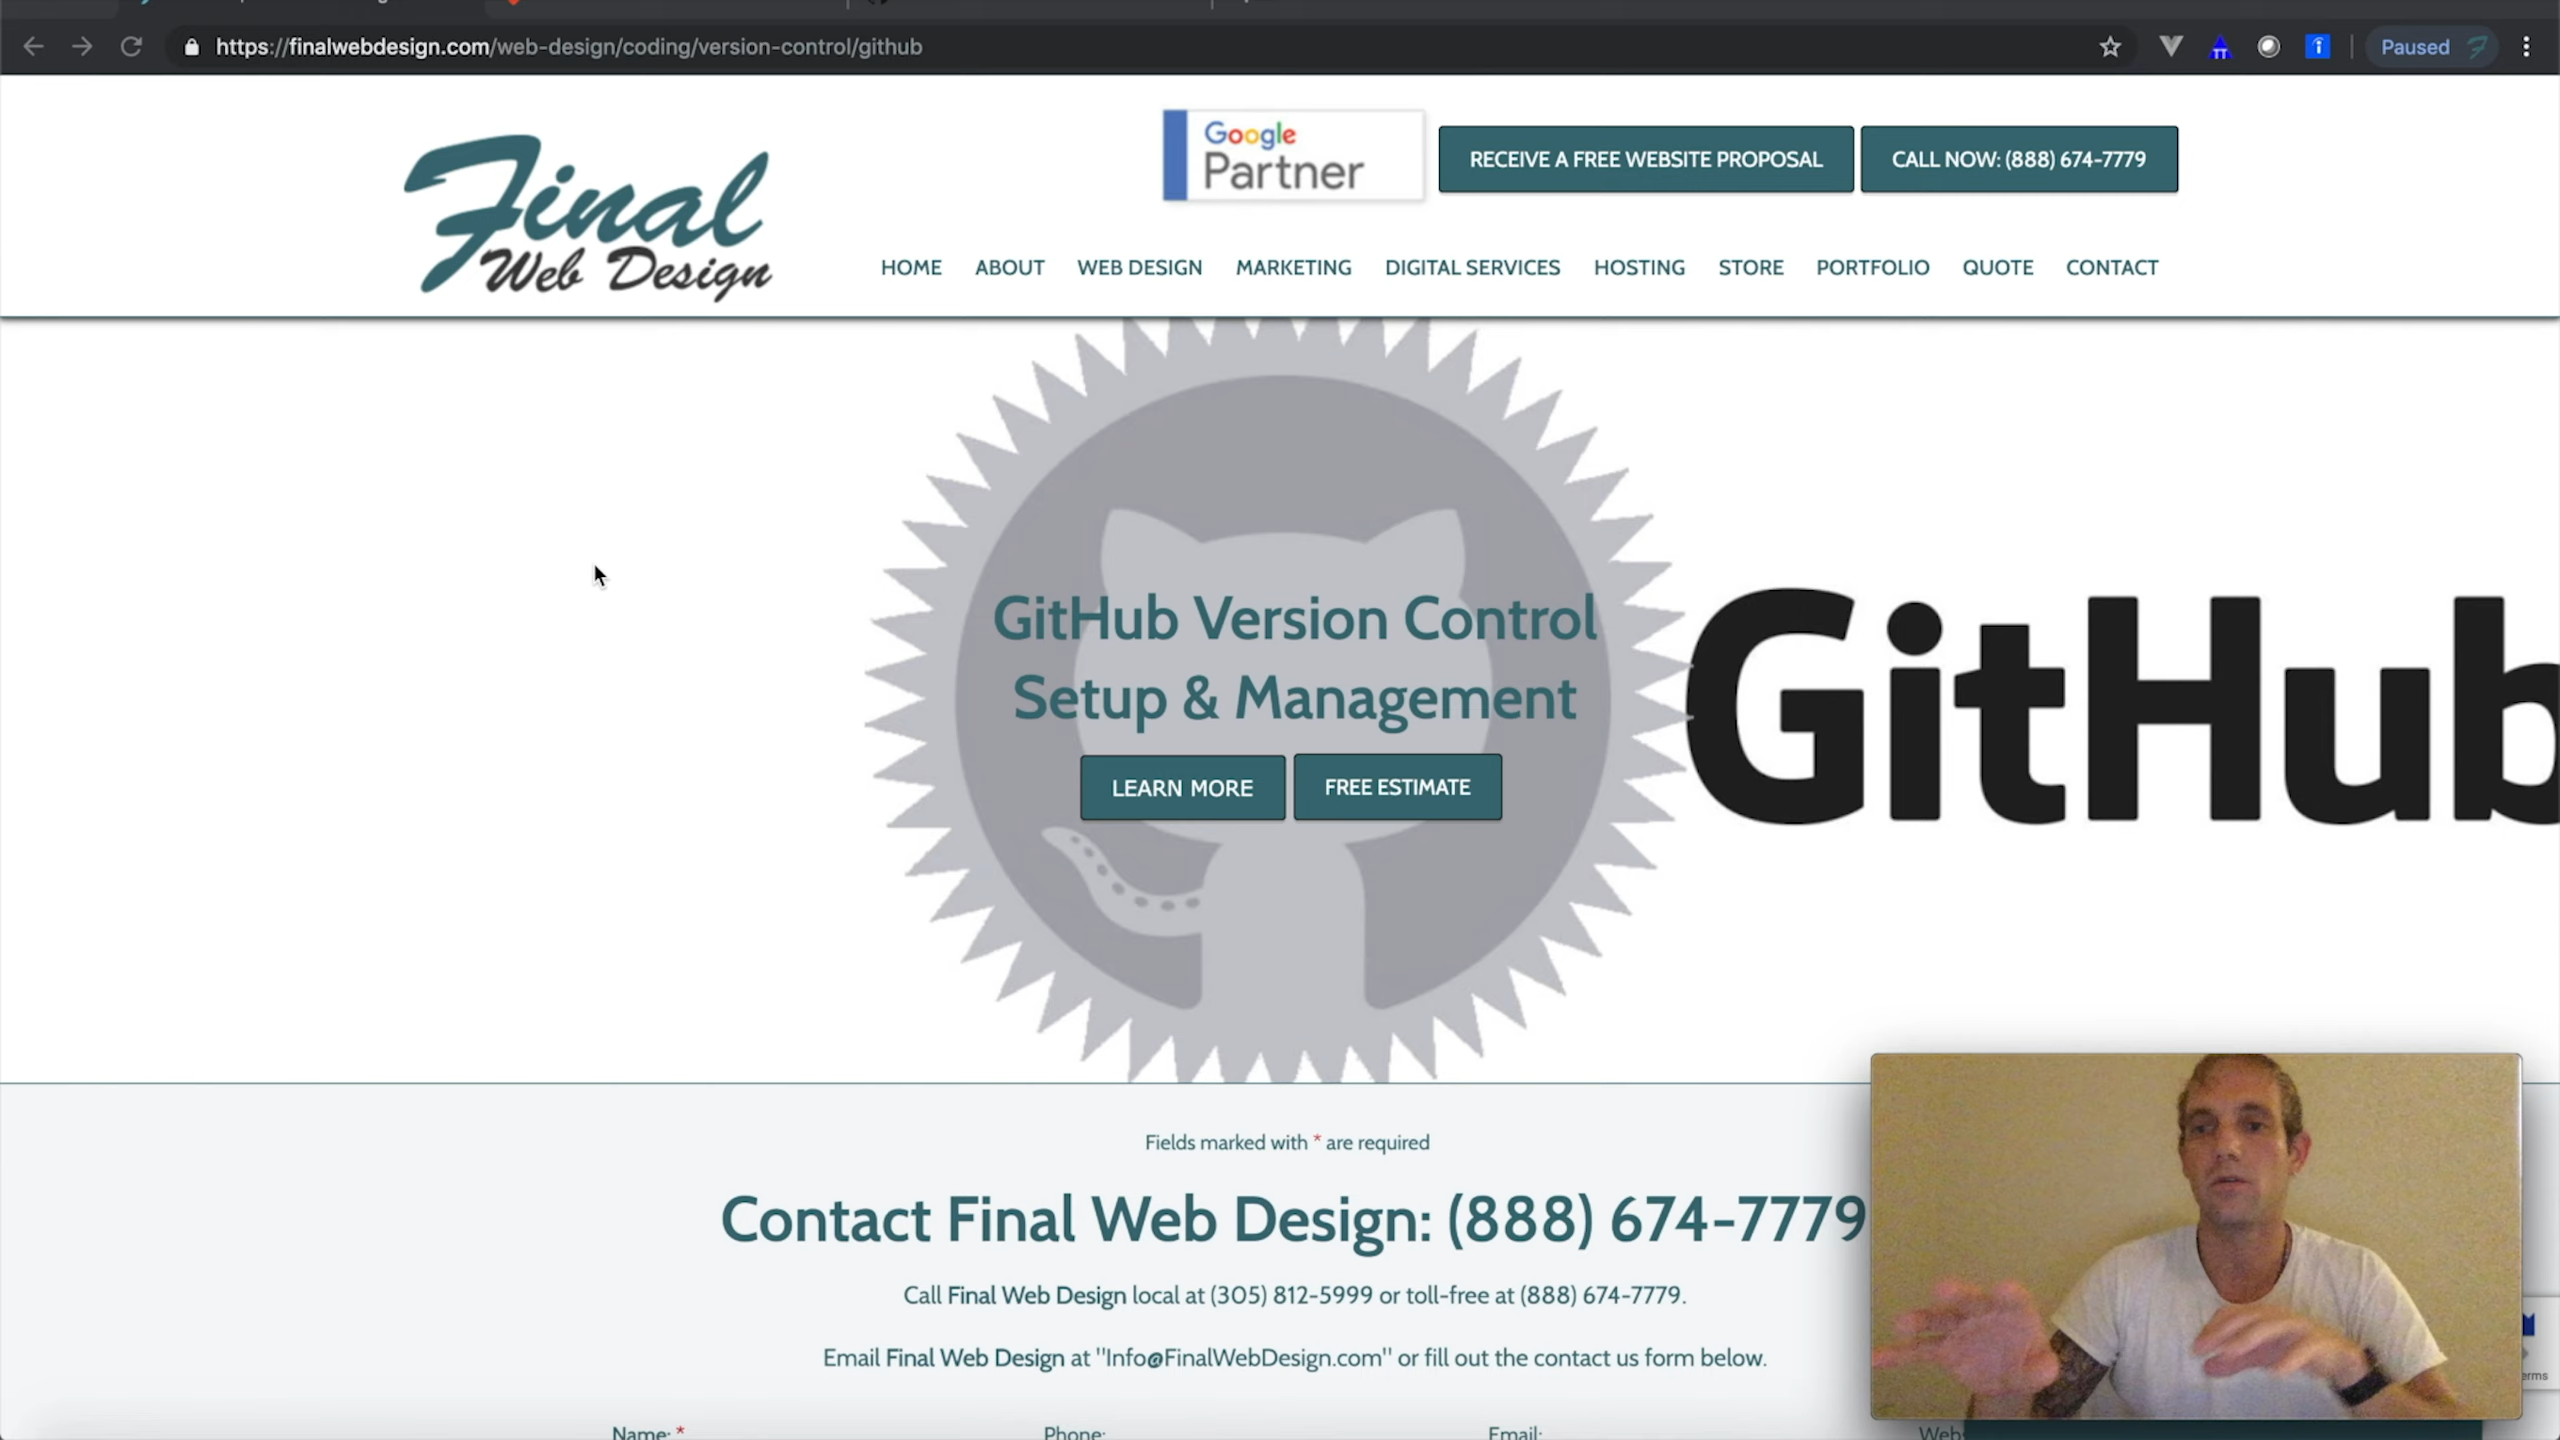 https://finalwebdesign.com/web-design/coding/version-control/github
Paused
Final
Web Design
Google
Partner
RECEIVE A FREE WEBSITE PROPOSAL
CALL NOW: (888) 674-7779
HOME
ABOUT
WEB DESIGN
MARKETING
DIGITAL SERVICES
HOSTING
STORE
PORTFOLIO
QUOTE
CONTACT
GitHub Version Control
Setup & Management
LEARN MORE
FREE ESTIMATE
GitHub
Fields marked with * are required
Contact Final Web Design: (888) 674-7779
Call Final Web Design local at (305) 812-5999 or toll-free at (888) 674-7779.
Email Final Web Design at "Info@FinalWebDesign.com" or fill out the contact us form below.
Name: *
Phone:
Email: